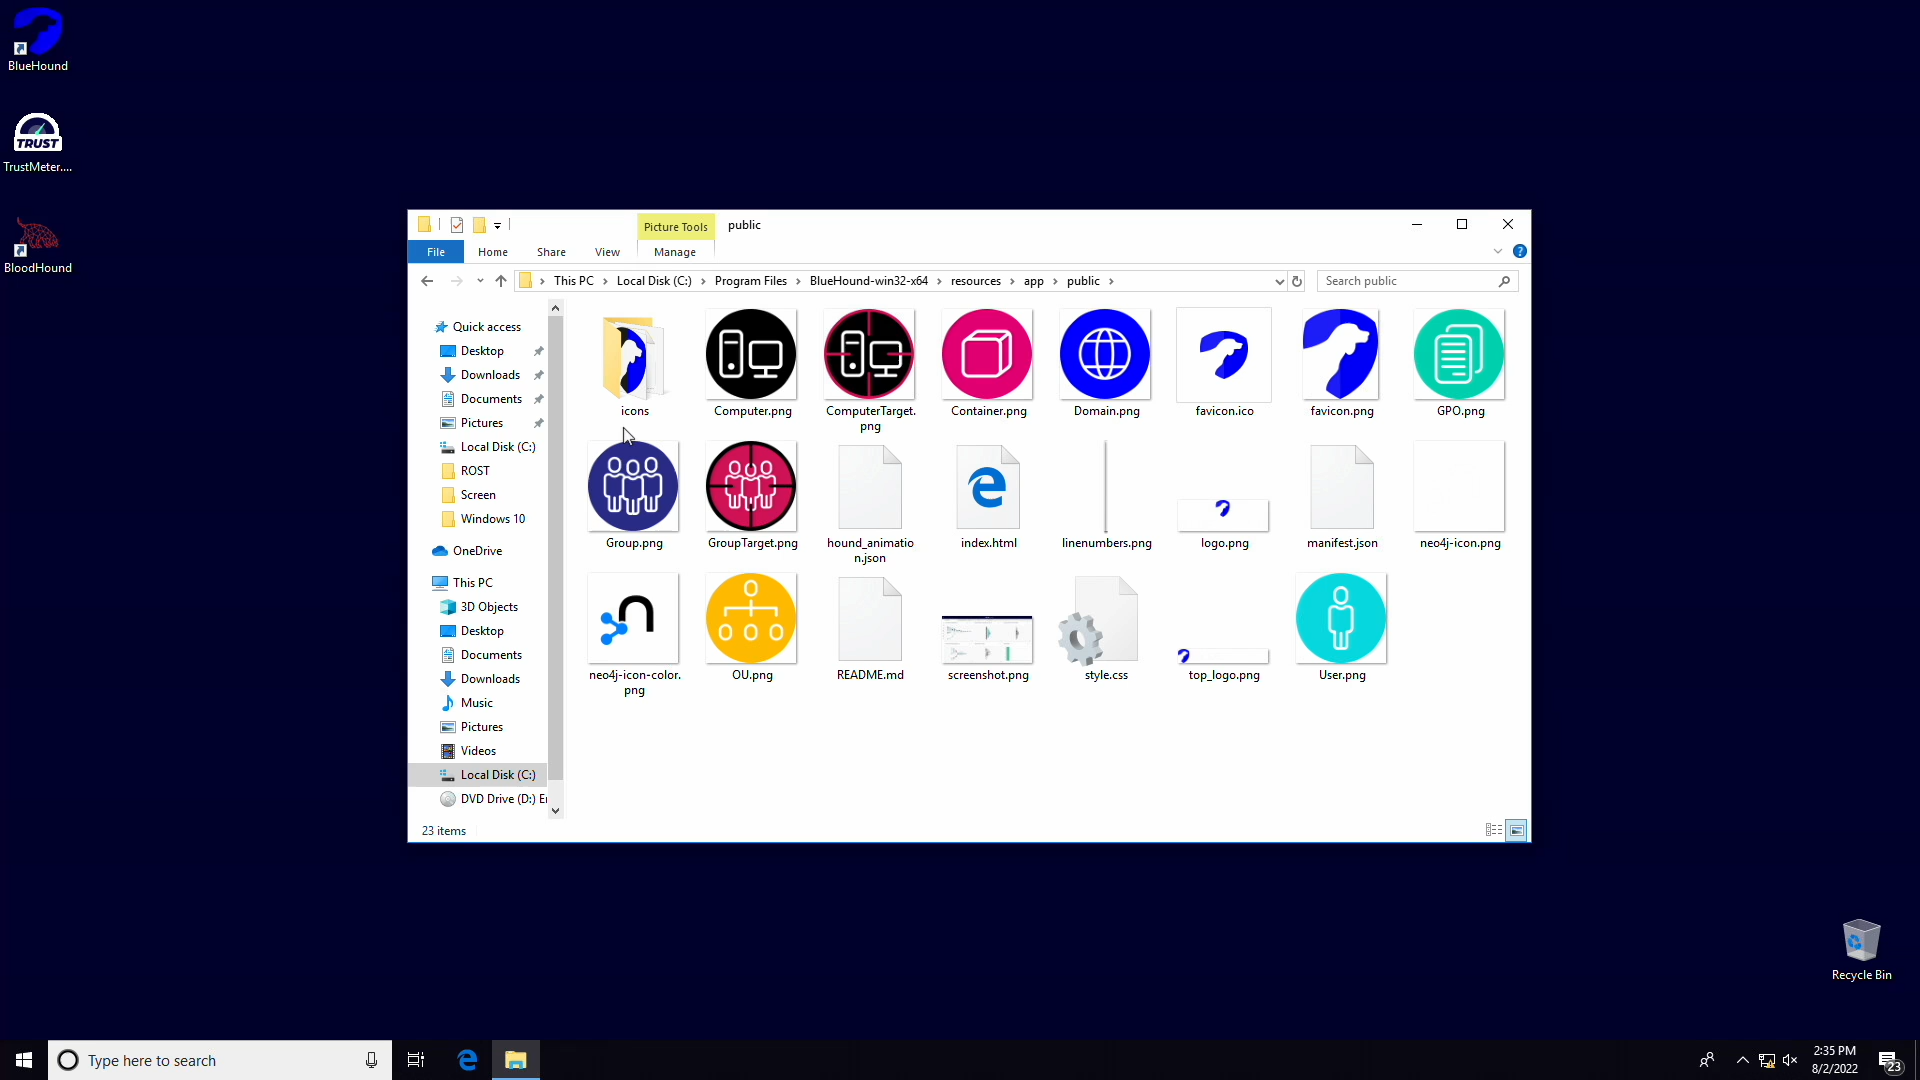 BlueHound
TRUST
TrustMeter....
BloodHound
Picture Tools
public
File
Home
Share
View
Manage
This PC
Local Disk (C:)
Program Files
BlueHound-win32-x64
resources
app
public
Search public
Quick access
Desktop
Downloads
Documents
Pictures
Local Disk (C:)
ROST
Screen
Windows 10
OneDrive
This PC
3D Objects
Desktop
Documents
Downloads
Music
Pictures
Videos
Local Disk (C:)
DVD Drive (D:) Er
icons
Computer.png
ComputerTarget.
png
Container.png
Domain.png
favicon.ico
favicon.png
GPO.png
Group.png
GroupTarget.png
hound_animatio
n.json
index.html
linenumbers.png
logo.png
manifest.json
neo4j-icon.png
neo4j-icon-color.
png
OU.png
README.md
screenshot.png
style.css
top_logo.png
User.png
23 items
Recycle Bin
Type here to search
2:35 PM
8/2/2022
23